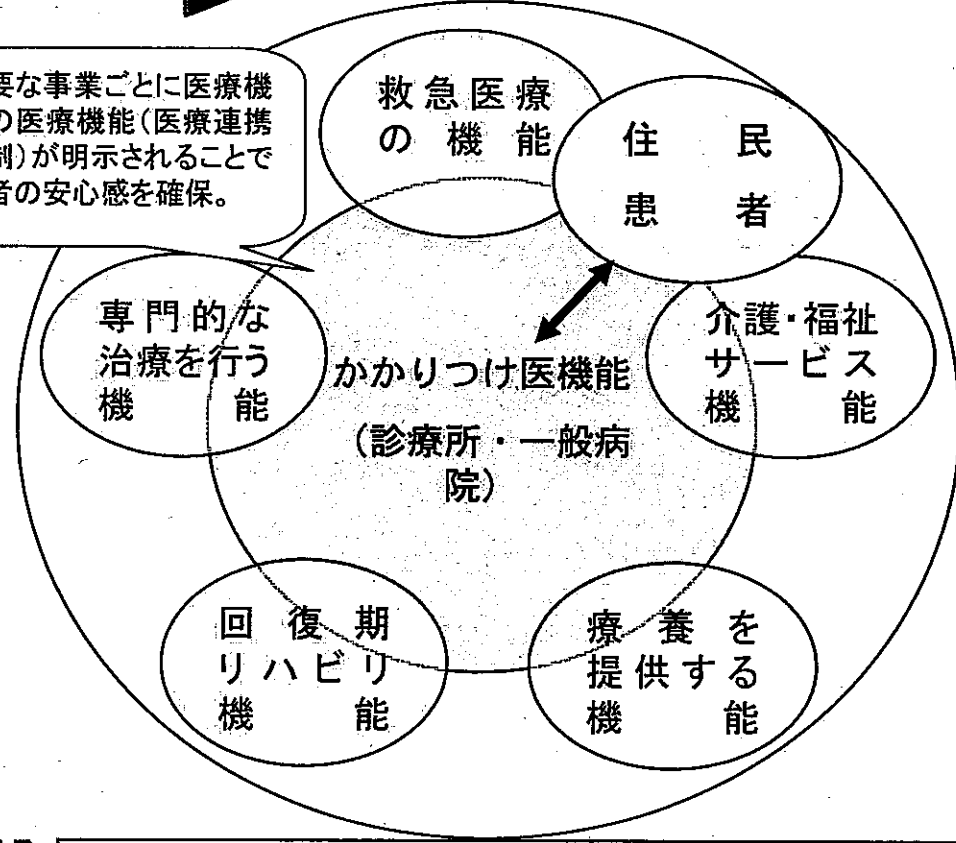 要な事業ごとに医療機
の医療機能(医療連携
制)が明示されることで
者の安心感を確保。
救急医療
の機能
住民
患者
専門的な
治療を行う
機能
かかりつけ医機能
(診療所・一般病
院)
介護・福祉
サービス
機能
回復期
リハビリ
機能
療養を
提供する
機能